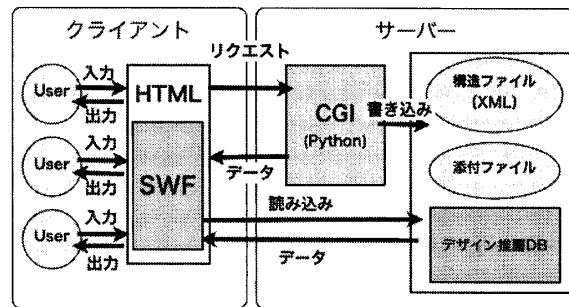 クライアント
サーバー
リクエスト
User
入力
出力
HTML
CGI
(Python)
書き込み
構造ファイル
(XML)
User
入力
出力
SWF
データ
添付ファイル
User
入力
出力
読み込み
データ
デザイン推薦DB